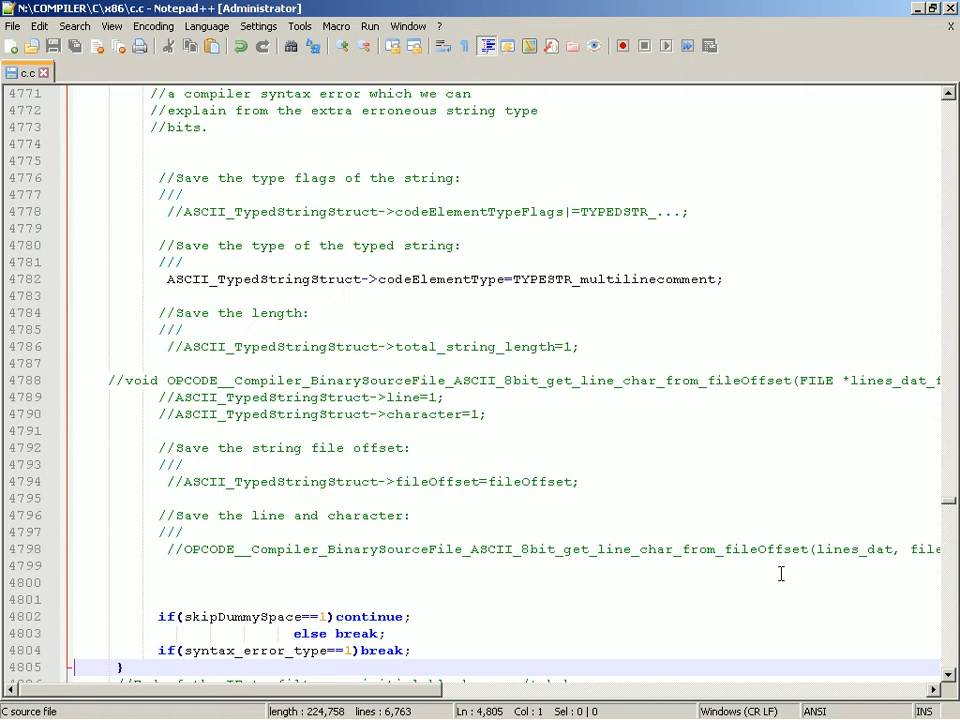 N:\COMPILER\C\x86\c.c - Notepad++ [Administrator]
File Edit Search View Encoding Language Settings Tools Macro Run Window ? X
c.c
4771 //a compiler syntax error which we can
4772 //explain from the extra erroneous string type
4773 //bits.
4774
4775
4776 //Save the type flags of the string:
4777 ///
4778 //ASCII_TypedStringStruct->codeElementTypeFlags|=TYPEDSTR_...;
4779
4780 //Save the type of the typed string:
4781 ///
4782 ASCII_TypedStringStruct->codeElementType=TYPESTR_multilinecomment;
4783
4784 //Save the length:
4785 ///
4786 //ASCII_TypedStringStruct->total_string_length=1;
4787
4788 //void OPCODE__Compiler_BinarySourceFile_ASCII_8bit_get_line_char_from_fileOffset(FILE *lines_dat_f
4789 //ASCII_TypedStringStruct->line=1;
4790 //ASCII_TypedStringStruct->character=1;
4791
4792 //Save the string file offset:
4793 ///
4794 //ASCII_TypedStringStruct->fileOffset=fileOffset;
4795
4796 //Save the line and character:
4797 ///
4798 //OPCODE__Compiler_BinarySourceFile_ASCII_8bit_get_line_char_from_fileOffset(lines_dat, file
4799
4800
4801
4802 if(skipDummySpace==1)continue;
4803 else break;
4804 if(syntax_error_type==1)break;
4805 }
C source file length : 224,758 lines : 6,763 Ln : 4,805 Col : 1 Sel : 0 | 0 Windows (CR LF) ANSI INS